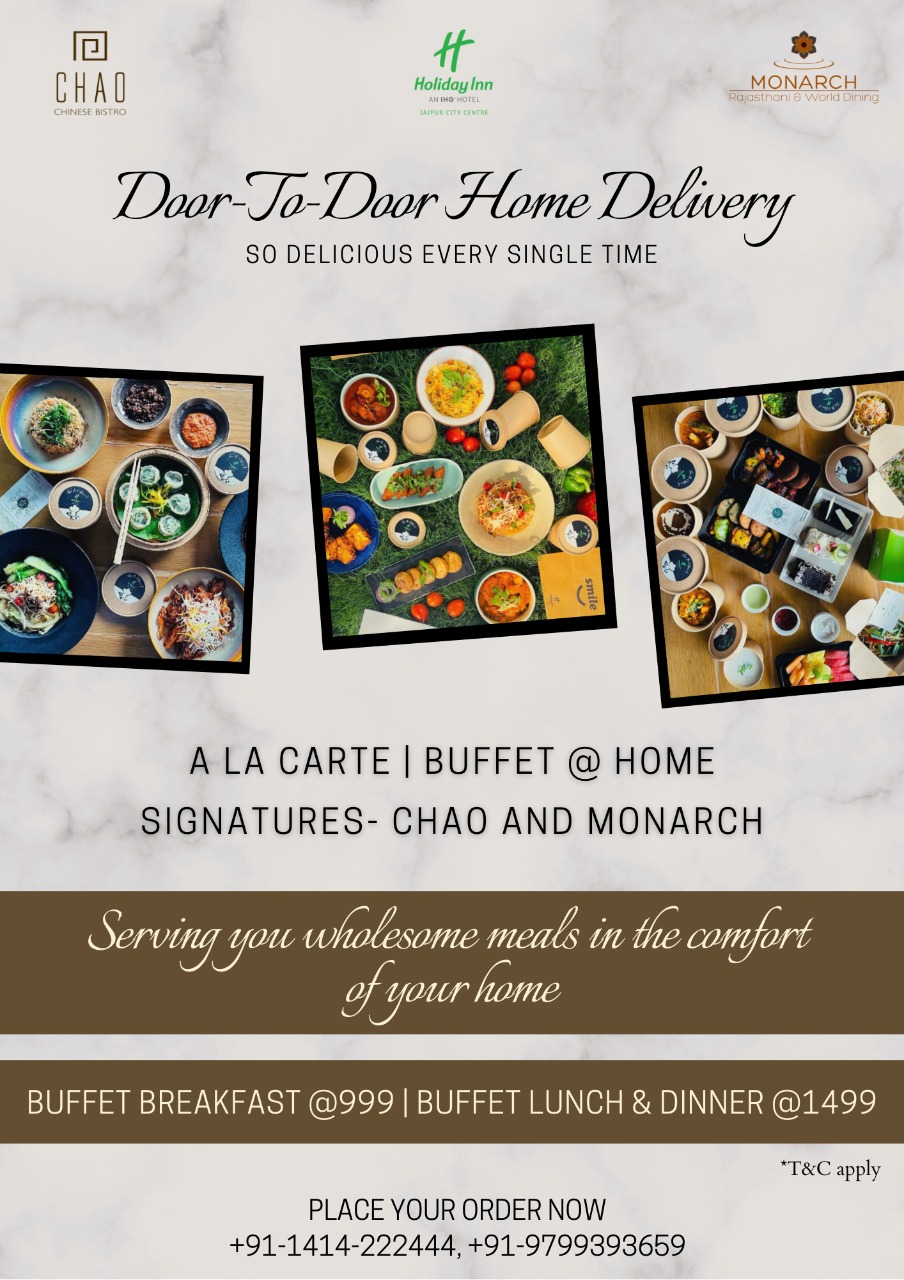 CHAO
CHINESE BISTRO
Holiday Inn
AN IHG® HOTEL
JAIPUR CITY CENTRE
MONARCH
Rajasthani & World Dining
Door-To-Door Home Delivery
SO DELICIOUS EVERY SINGLE TIME
smile
A LA CARTE | BUFFET @ HOME
SIGNATURES- CHAO AND MONARCH
Serving you wholesome meals in the comfort
of your home
BUFFET BREAKFAST @999 | BUFFET LUNCH & DINNER @1499
*T&C apply
PLACE YOUR ORDER NOW
+91-1414-222444, +91-9799393659